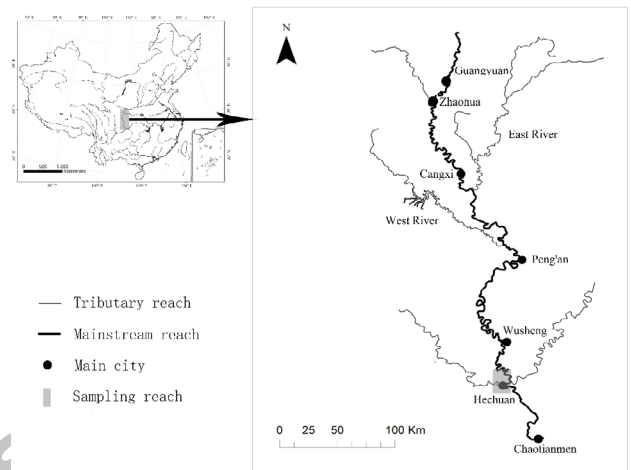 N
Guangyuan
Zhaohua
East River
Cangxi
West River
Peng'an
Wusheng
Hechuan
Chaotianmen
Tributary reach
Mainstream reach
Main city
Sampling reach
0 25 50 100 Km